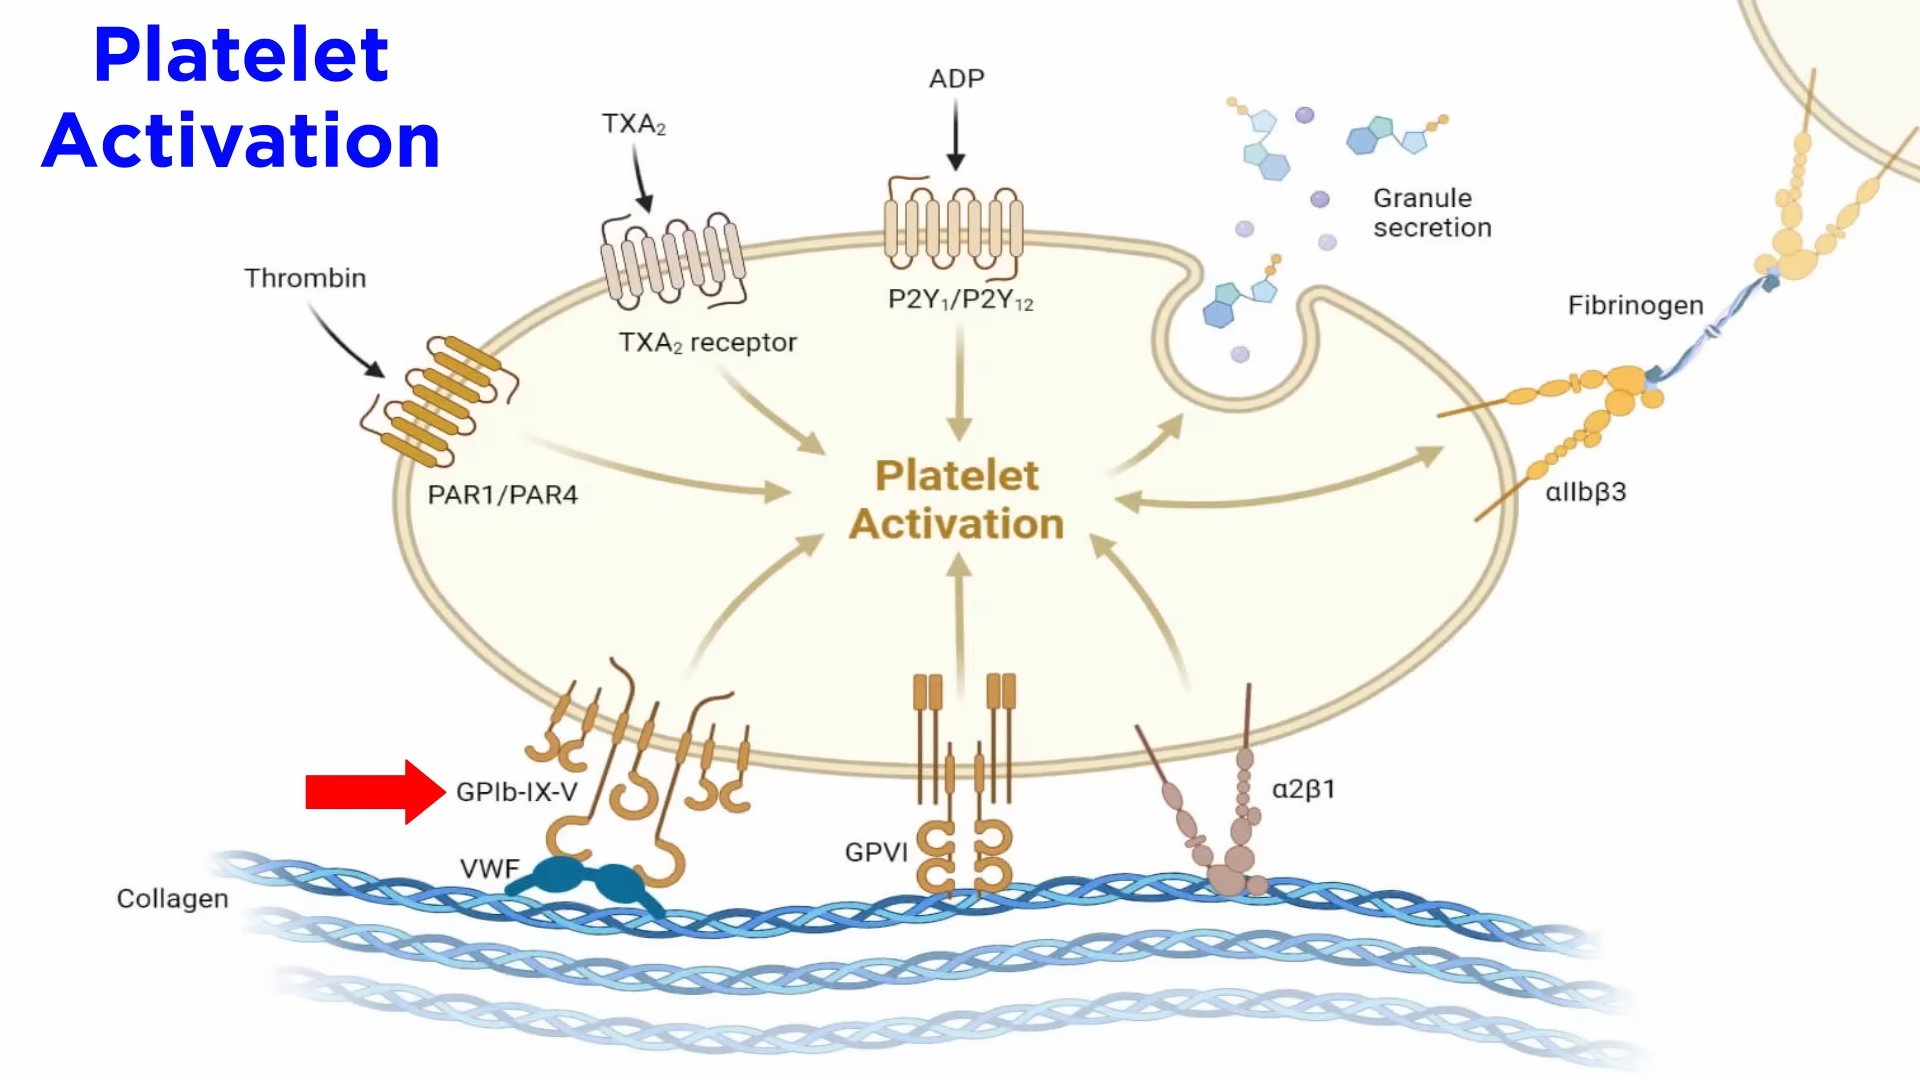 Platelet
Activation
ADP
TXA₂
Granule
secretion
Thrombin
P2Y₁/P2Y₁₂
Fibrinogen
TXA₂ receptor
Platelet
Activation
PAR1/PAR4
αIIbβ3
GPIb-IX-V
α2β1
GPVI
VWF
Collagen